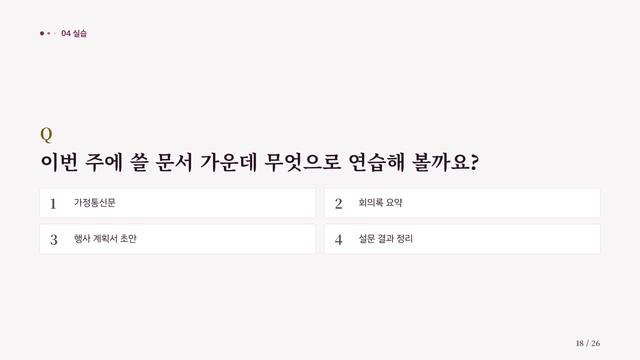 04 실습
Q
이번 주에 쓸 문서 가운데 무엇으로 연습해 볼까요?
1 가정통신문
2 회의록 요약
3 행사 계획서 초안
4 설문 결과 정리
18 / 26